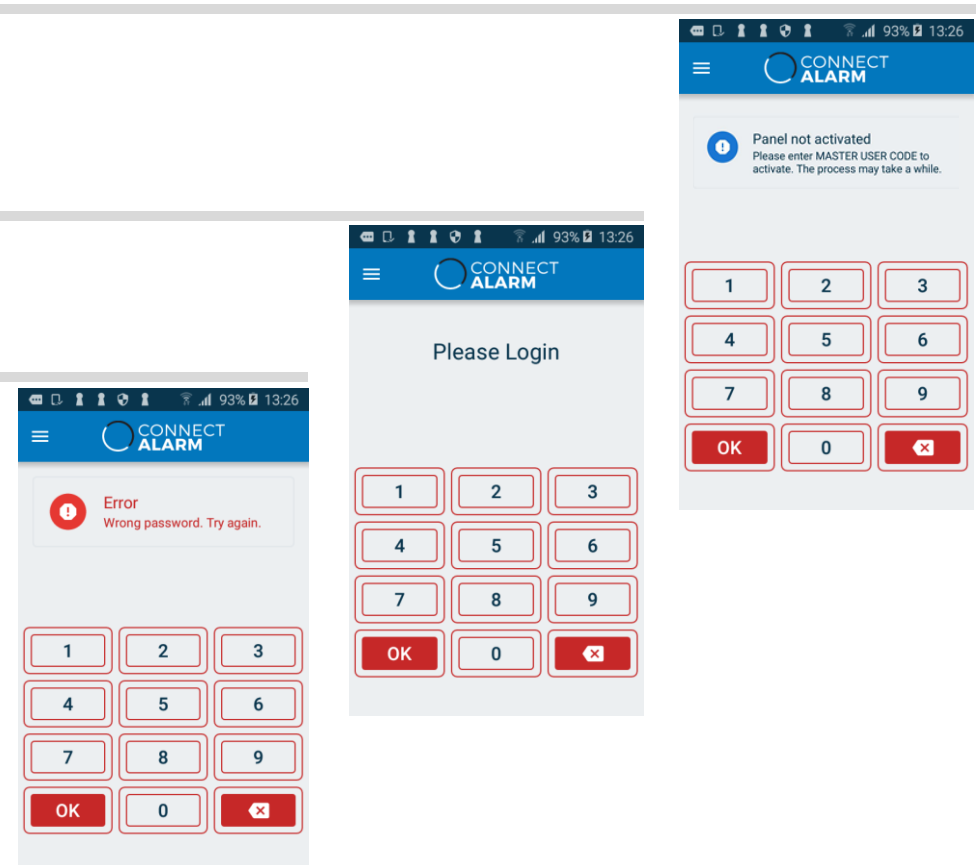 93% 13:26
CONNECT
ALARM
Panel not activated
Please enter MASTER USER CODE to
activate. The process may take a while.
1 2 3
4 5 6
7 8 9
OK 0
93% 13:26
CONNECT
ALARM
Please Login
1 2 3
4 5 6
7 8 9
OK 0
93% 13:26
CONNECT
ALARM
Error
Wrong password. Try again.
1 2 3
4 5 6
7 8 9
OK 0